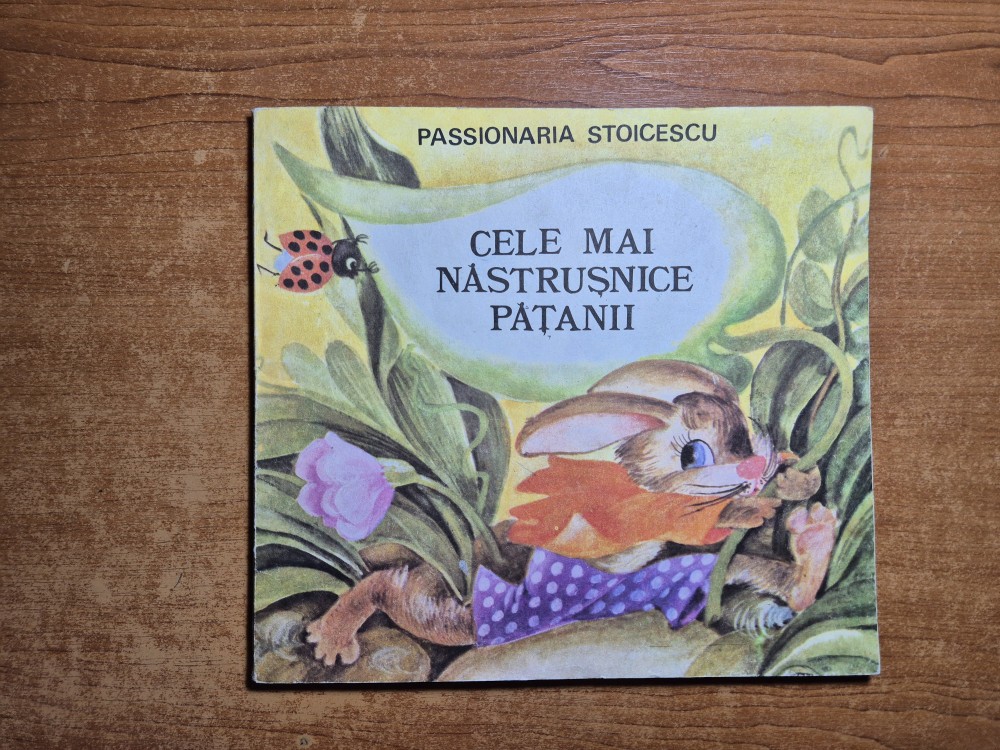 PASSIONARIA STOICESCU
CELE MAI
NĂSTRUȘNICE
PĂȚANII